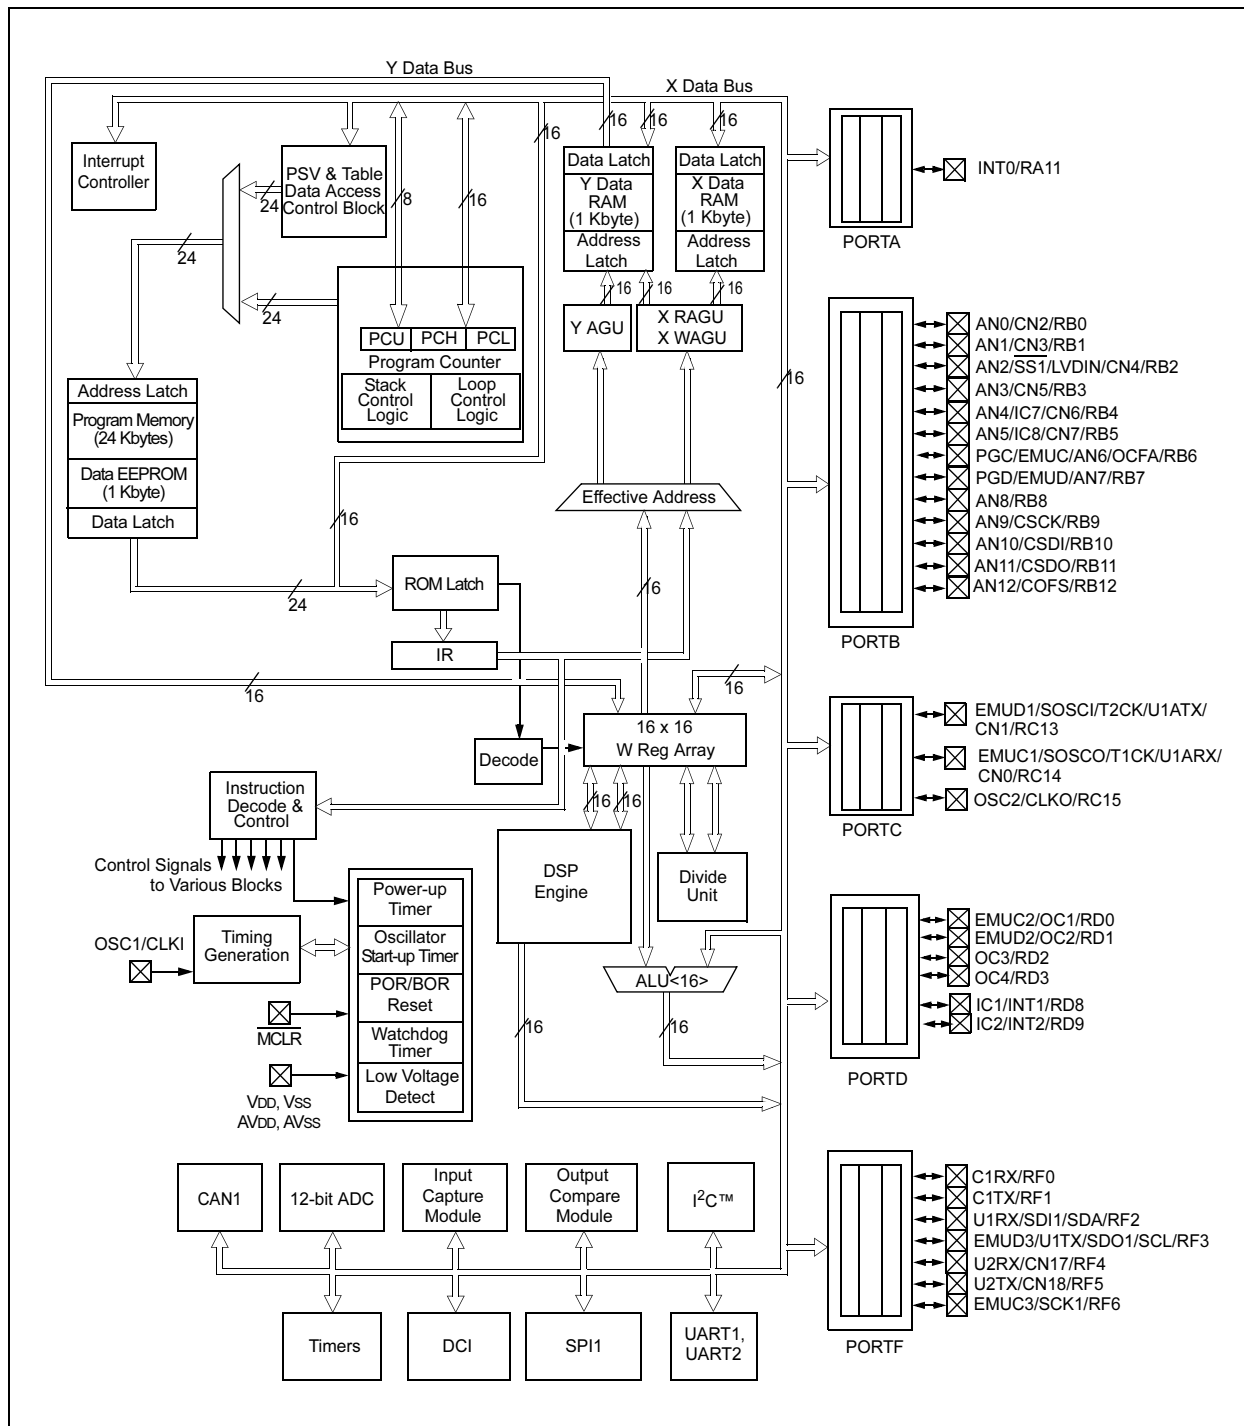 Y Data Bus
X Data Bus
16
16
16
16
Interrupt
Controller
PSV & Table
Data Access
Control Block
24
8
16
Data Latch
Y Data
RAM
(1 Kbyte)
Address
Latch
Data Latch
X Data
RAM
(1 Kbyte)
Address
Latch
INT0/RA11
PORTA
24
24
16
16
16
Y AGU
X RAGU
X WAGU
PCU
PCH
PCL
Program Counter
Stack
Control
Logic
Loop
Control
Logic
16
Address Latch
Program Memory
(24 Kbytes)
Data EEPROM
(1 Kbyte)
Data Latch
16
24
Effective Address
AN0/CN2/RB0
AN1/CN3/RB1
AN2/SS1/LVDIN/CN4/RB2
AN3/CN5/RB3
AN4/IC7/CN6/RB4
AN5/IC8/CN7/RB5
PGC/EMUC/AN6/OCFA/RB6
PGD/EMUD/AN7/RB7
AN8/RB8
AN9/CSCK/RB9
AN10/CSDI/RB10
AN11/CSDO/RB11
AN12/COFS/RB12
PORTB
ROM Latch
16
IR
16
16
16 x 16
W Reg Array
Decode
EMUD1/SOSCI/T2CK/U1ATX/
CN1/RC13
EMUC1/SOSCO/T1CK/U1ARX/
CN0/RC14
OSC2/CLKO/RC15
PORTC
Instruction
Decode &
Control
16
16
Control Signals
to Various Blocks
DSP
Engine
Divide
Unit
Power-up
Timer
Oscillator
Start-up Timer
POR/BOR
Reset
Watchdog
Timer
Low Voltage
Detect
OSC1/CLKI
Timing
Generation
MCLR
VDD, VSS
AVDD, AVSS
ALU<16>
16
16
EMUC2/OC1/RD0
EMUD2/OC2/RD1
OC3/RD2
OC4/RD3
IC1/INT1/RD8
IC2/INT2/RD9
PORTD
CAN1
12-bit ADC
Input
Capture
Module
Output
Compare
Module
I2C™
Timers
DCI
SPI1
UART1,
UART2
C1RX/RF0
C1TX/RF1
U1RX/SDI1/SDA/RF2
EMUD3/U1TX/SDO1/SCL/RF3
U2RX/CN17/RF4
U2TX/CN18/RF5
EMUC3/SCK1/RF6
PORTF